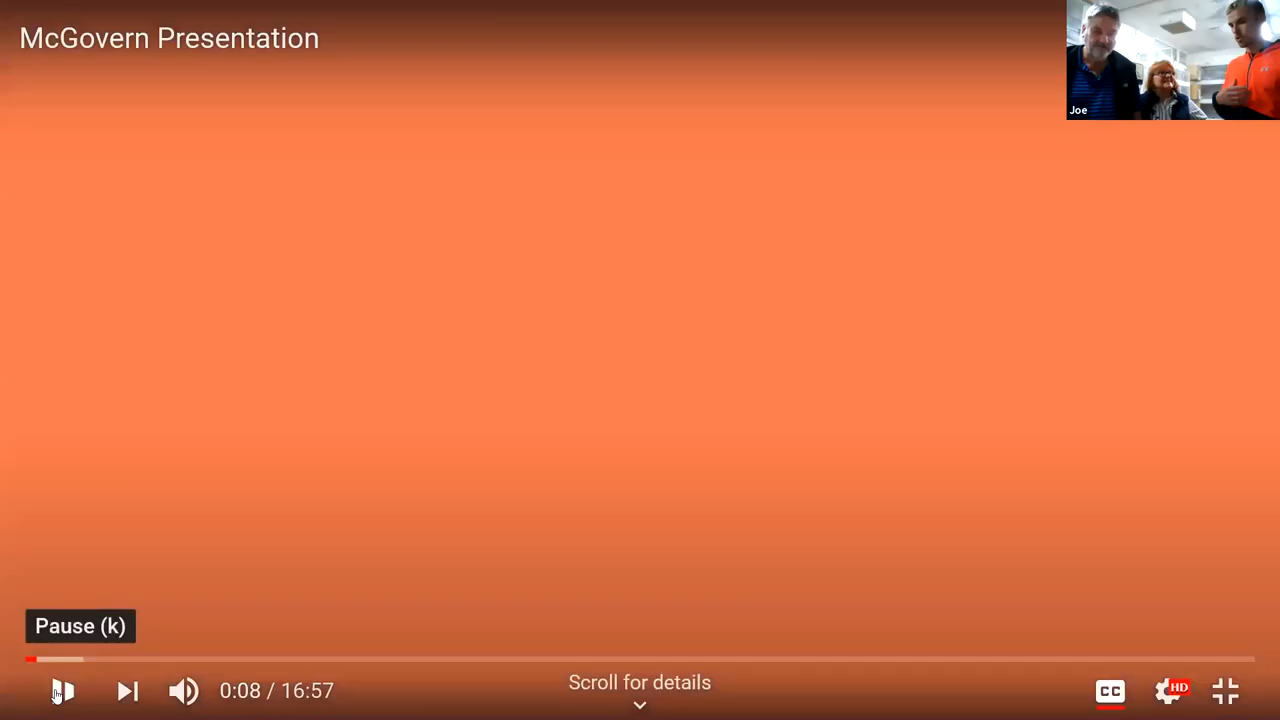 McGovern Presentation
Joe
Pause (k)
0:08 / 16:57
Scroll for details
CC
HD